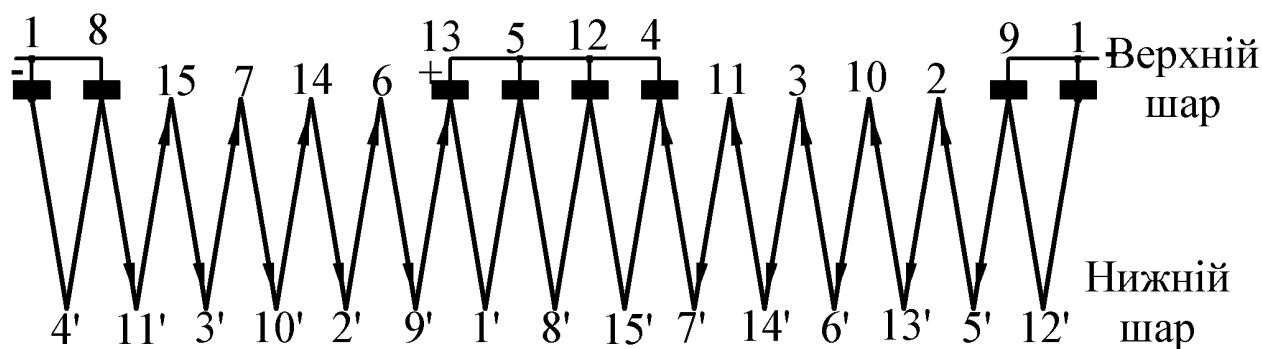 1 8 13 5 12 4 9 1
- + - Верхній
15 7 14 6 11 3 10 2 шар
Нижній
4' 11' 3' 10' 2' 9' 1' 8' 15' 7' 14' 6' 13' 5' 12' шар